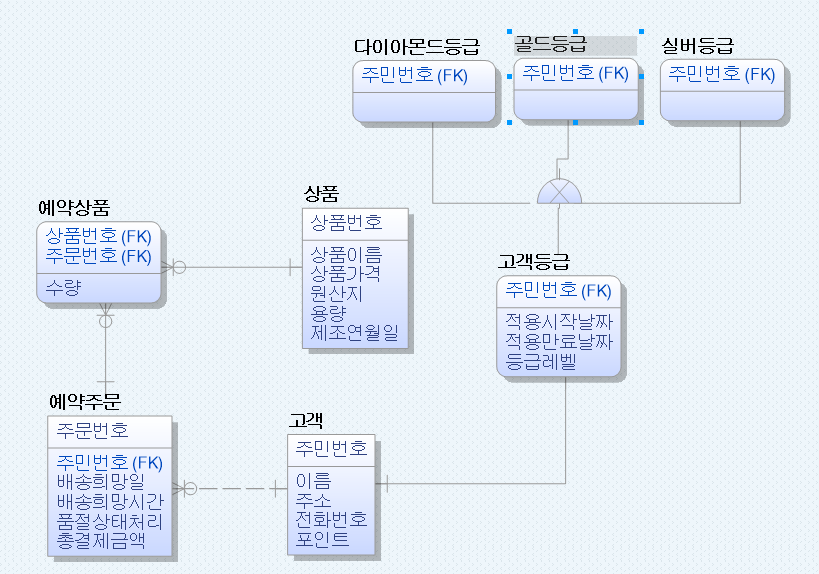 다이아몬드등급
주민번호 (FK)
골드등급
주민번호 (FK)
실버등급
주민번호 (FK)
예약상품
상품번호 (FK)
주문번호 (FK)
수량
상품
상품번호
상품이름
상품가격
원산지
용량
제조연월일
고객등급
주민번호 (FK)
적용시작날짜
적용만료날짜
등급레벨
예약주문
주문번호
주민번호 (FK)
배송희망일
배송희망시간
품절상태처리
총결제금액
고객
주민번호
이름
주소
전화번호
포인트